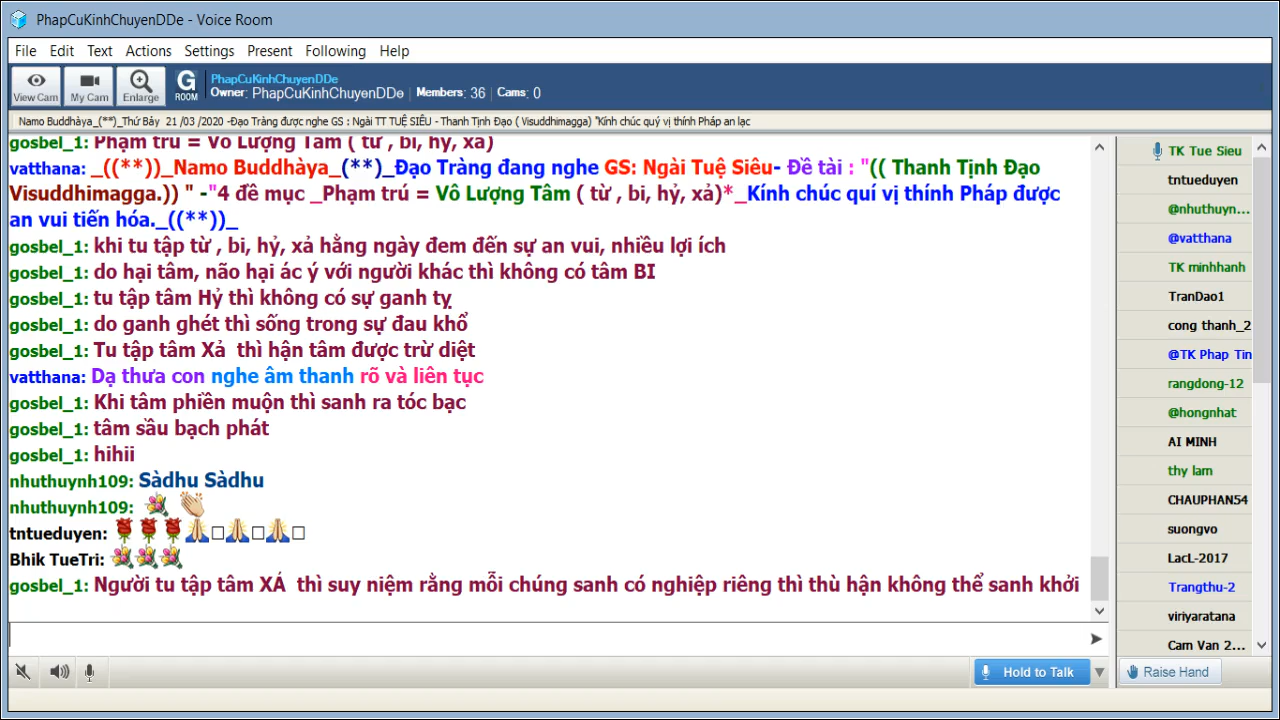 PhapCuKinhChuyenDDe - Voice Room
File Edit Text Actions Settings Present Following Help
View Cam My Cam Enlarge G ROOM PhapCuKinhChuyenDDe
Owner: PhapCuKinhChuyenDDe Members: 36 Cams: 0
Namo Buddhàya_(**)_Thứ Bảy 21 /03 /2020 -Đạo Tràng được nghe GS : Ngài TT TUỆ SIÊU - Thanh Tịnh Đạo ( Visuddhimagga) "Kính chúc quý vị thính Pháp an lạc
gosbel_1: Phạm trú = Vô Lượng Tâm ( từ , bi, hỷ, xả)
vatthana: _((**))_Namo Buddhàya_(**)_Đạo Tràng đang nghe GS: Ngài Tuệ Siêu- Đề tài : "(( Thanh Tịnh Đạo
Visuddhimagga.)) " -"4 đề mục _Phạm trú = Vô Lượng Tâm ( từ , bi, hỷ, xả)*_Kính chúc quí vị thính Pháp được
an vui tiến hóa._((**))_
gosbel_1: khi tu tập từ , bi, hỷ, xả hằng ngày đem đến sự an vui, nhiều lợi ích
gosbel_1: do hại tâm, não hại ác ý với người khác thì không có tâm BI
gosbel_1: tu tập tâm Hỷ thì không có sự ganh tỵ
gosbel_1: do ganh ghét thì sống trong sự đau khổ
gosbel_1: Tu tập tâm Xả thì hận tâm được trừ diệt
vatthana: Dạ thưa con nghe âm thanh rõ và liên tục
gosbel_1: Khi tâm phiền muộn thì sanh ra tóc bạc
gosbel_1: tâm sầu bạch phát
gosbel_1: hihii
nhuthuynh109: Sàdhu Sàdhu
nhuthuynh109: 💐 👏
tntueduyen: 🌹🌹🌹🙏□🙏□🙏□
Bhik TueTri: 💐💐💐
gosbel_1: Người tu tập tâm XÁ thì suy niệm rằng mỗi chúng sanh có nghiệp riêng thì thù hận không thể sanh khởi
TK Tue Sieu
tntueduyen
@nhuthuyn...
@vatthana
TK minhhanh
TranDao1
cong thanh_2
@TK Phap Tin
rangdong-12
@hongnhat
AI MINH
thy lam
CHAUPHAN54
suongvo
LacL-2017
Trangthu-2
viriyaratana
Cam Van 2...
Hold to Talk Raise Hand